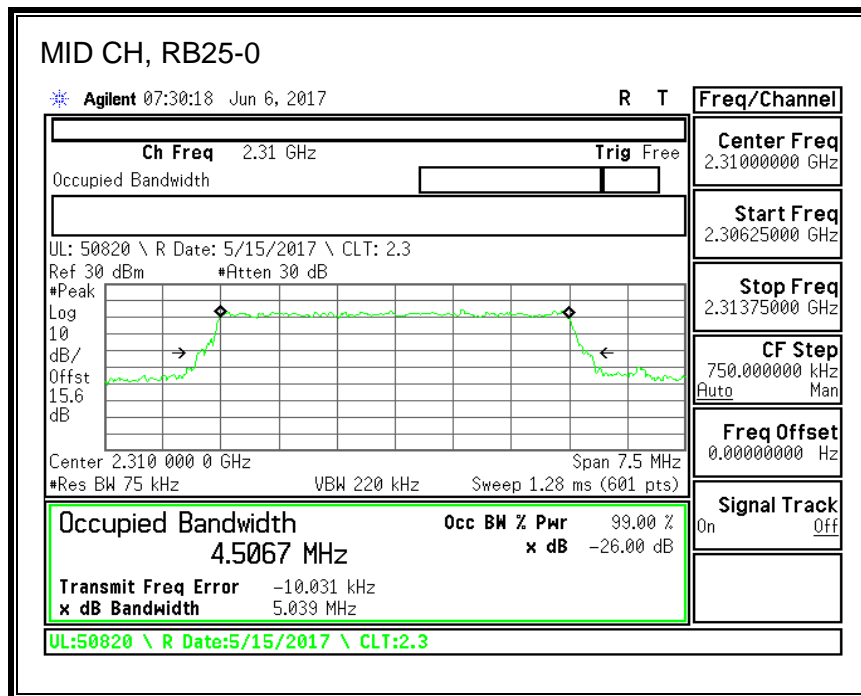 MID CH, RB25-0
Agilent 07:30:18 Jun 6, 2017 R T
Freq/Channel
Ch Freq 2.31 GHz Trig Free
Occupied Bandwidth
Center Freq
2.31000000 GHz
Start Freq
2.30625000 GHz
Stop Freq
2.31375000 GHz
CF Step
750.000000 kHz
Auto Man
Freq Offset
0.00000000 Hz
Signal Track
On Off
UL: 50820 \ R Date: 5/15/2017 \ CLT: 2.3
Ref 30 dBm #Atten 30 dB
#Peak
Log
10
dB/
Offst
15.6
dB
Center 2.310 000 0 GHz Span 7.5 MHz
#Res BW 75 kHz VBW 220 kHz Sweep 1.28 ms (601 pts)
Occupied Bandwidth Occ BW % Pwr 99.00 %
4.5067 MHz x dB -26.00 dB
Transmit Freq Error -10.031 kHz
x dB Bandwidth 5.039 MHz
UL:50820 \ R Date:5/15/2017 \ CLT:2.3